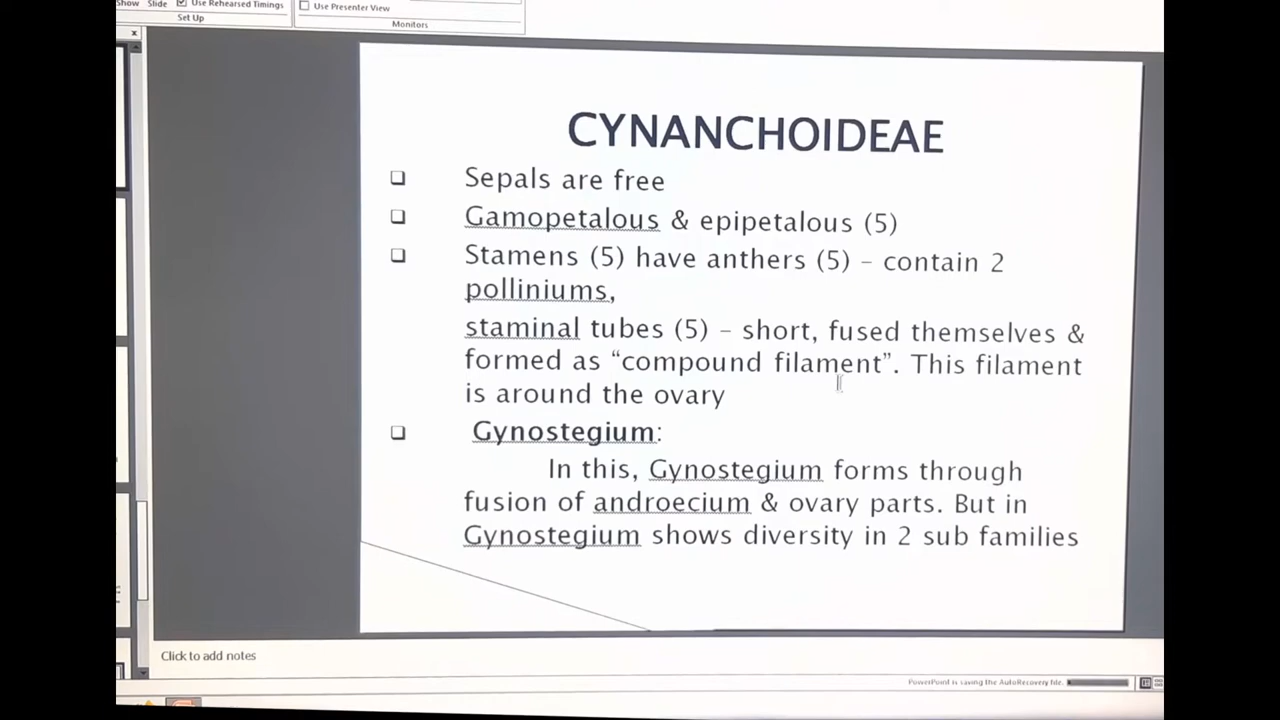 Show Slide Use Rehearsed Timings
Use Presenter View
Set Up
Monitors
CYNANCHOIDEAE
Sepals are free
Gamopetalous & epipetalous (5)
Stamens (5) have anthers (5) – contain 2
polliniums,
staminal tubes (5) – short, fused themselves &
formed as “compound filament”. This filament
is around the ovary
Gynostegium:
In this, Gynostegium forms through
fusion of androecium & ovary parts. But in
Gynostegium shows diversity in 2 sub families
Click to add notes
PowerPoint is saving the AutoRecovery file.